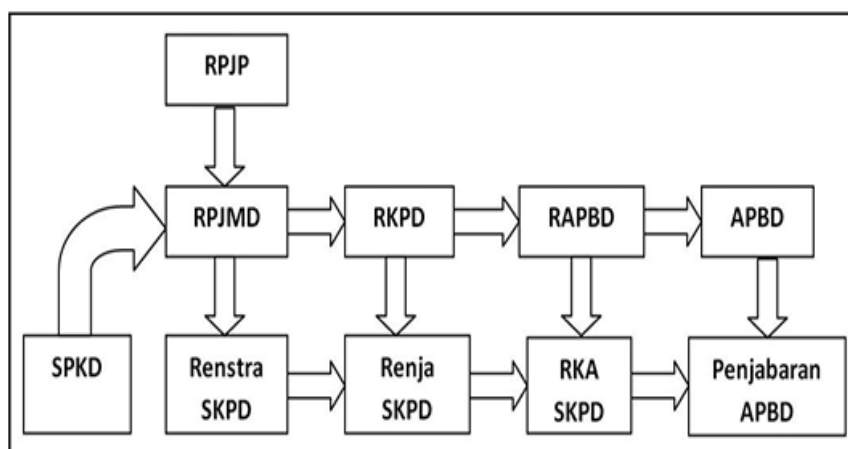 RPJP
RPJMD
RKPD
RAPBD
APBD
SPKD
Renstra
SKPD
Renja
SKPD
RKA
SKPD
Penjabaran
APBD